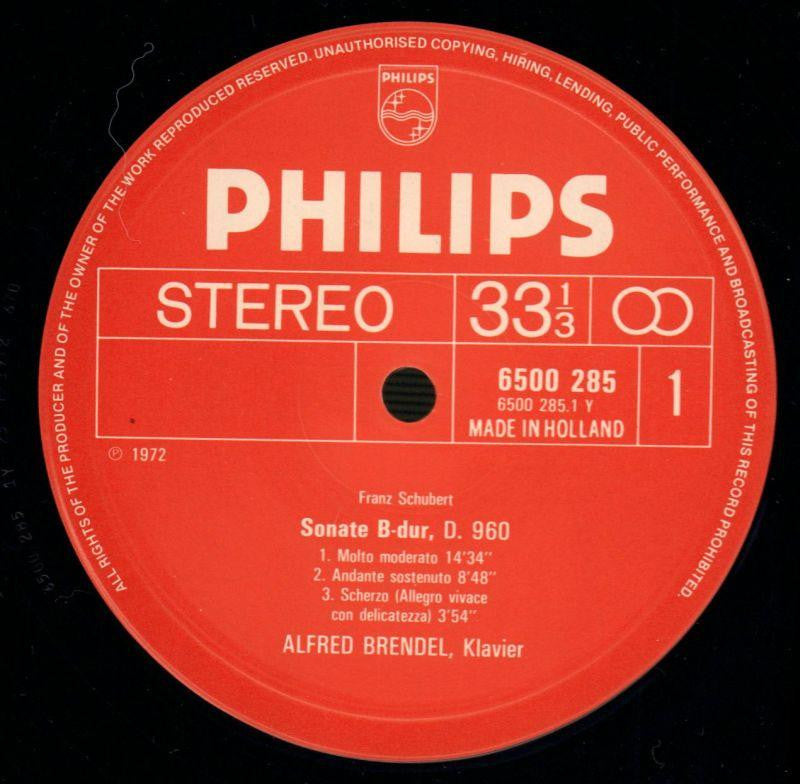 ALL RIGHTS OF THE PRODUCER AND OF THE OWNER OF THE WORK REPRODUCED RESERVED. UNAUTHORISED COPYING, HIRING, LENDING, PUBLIC PERFORMANCE AND BROADCASTING OF THIS RECORD PROHIBITED.
PHILIPS
PHILIPS
STEREO 33 1/3
6500 285 1
6500 285.1 Y
MADE IN HOLLAND
℗ 1972
Franz Schubert
Sonate B-dur, D. 960
1. Molto moderato 14'34"
2. Andante sostenuto 8'48"
3. Scherzo (Allegro vivace
con delicatezza) 3'54"
ALFRED BRENDEL, Klavier